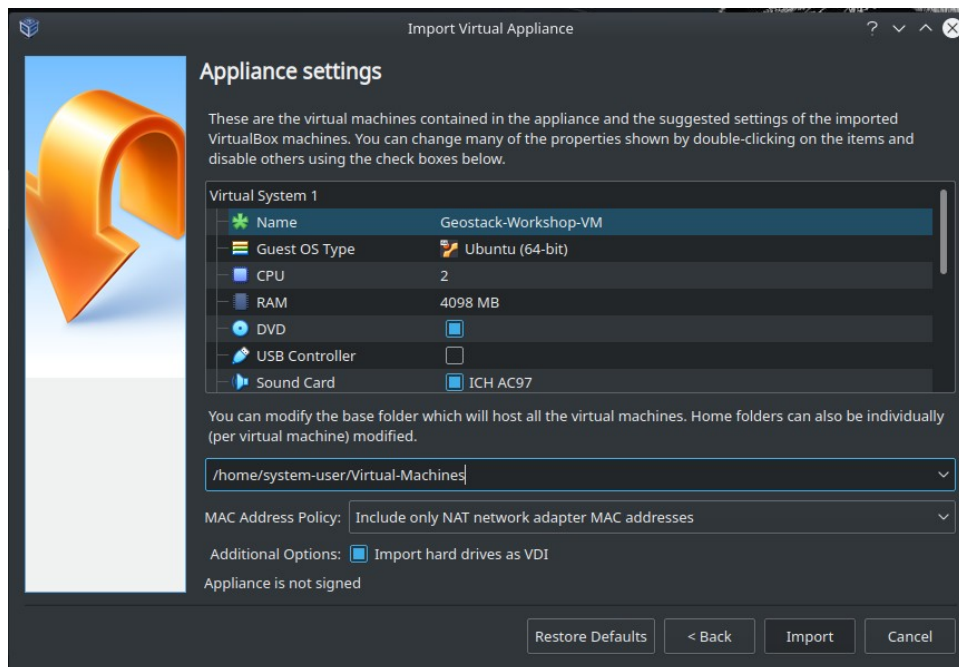 Import Virtual Appliance
Appliance settings
These are the virtual machines contained in the appliance and the suggested settings of the imported
VirtualBox machines. You can change many of the properties shown by double-clicking on the items and
disable others using the check boxes below.
Virtual System 1
Name Geostack-Workshop-VM
Guest OS Type Ubuntu (64-bit)
CPU 2
RAM 4098 MB
DVD
USB Controller
Sound Card ICH AC97
You can modify the base folder which will host all the virtual machines. Home folders can also be individually
(per virtual machine) modified.
/home/system-user/Virtual-Machines
MAC Address Policy: Include only NAT network adapter MAC addresses
Additional Options: Import hard drives as VDI
Appliance is not signed
Restore Defaults < Back Import Cancel